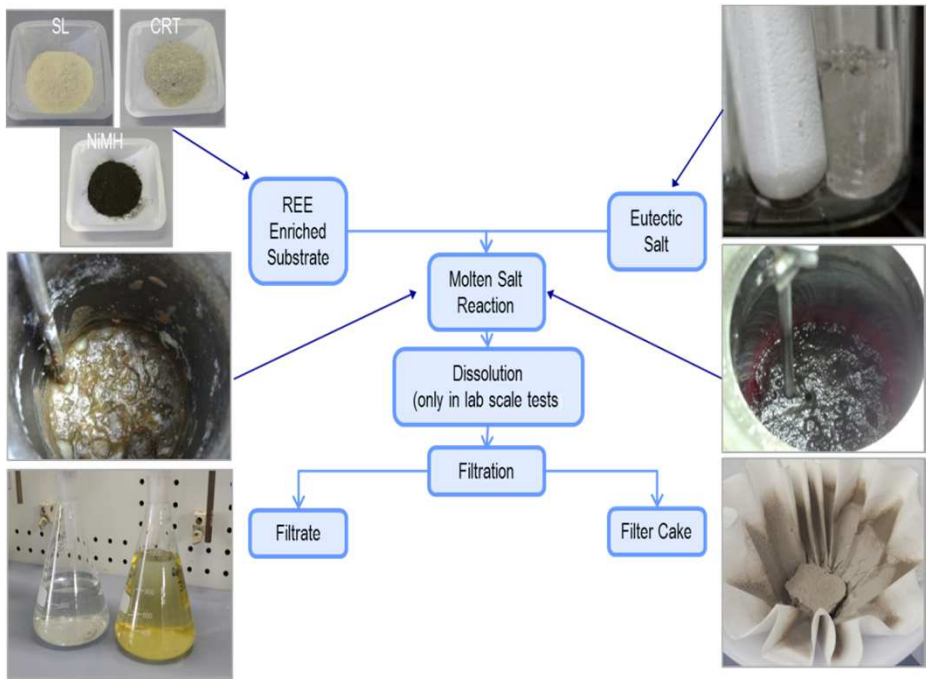 SL
CRT
NiMH
REE
Enriched
Substrate
Eutectic
Salt
Molten Salt
Reaction
Dissolution
(only in lab scale tests
Filtration
Filtrate
Filter Cake